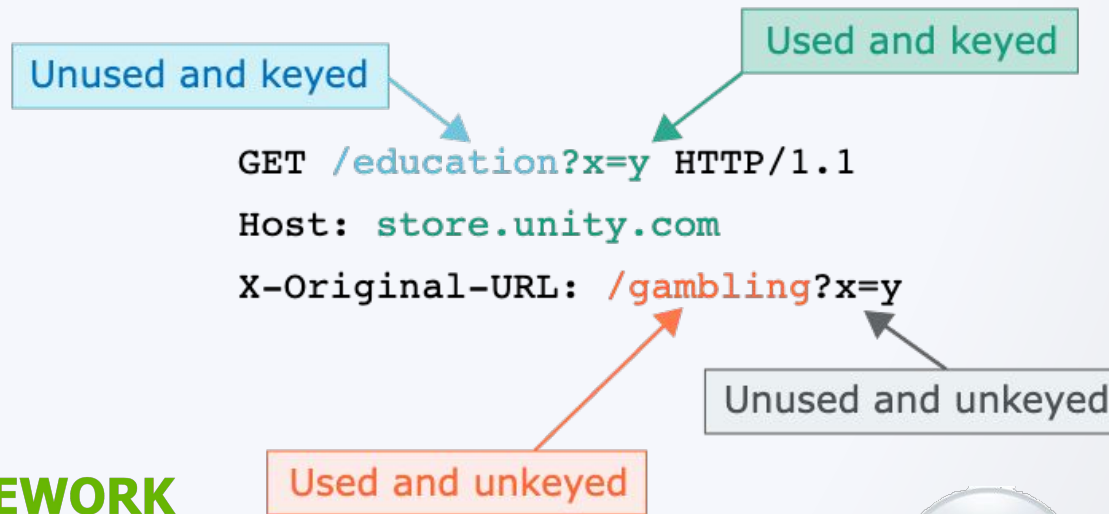 Used and keyed
Unused and keyed
GET /education?x=y HTTP/1.1
Host: store.unity.com
X-Original-URL: /gambling?x=y
Unused and unkeyed
Used and unkeyed
EWORK